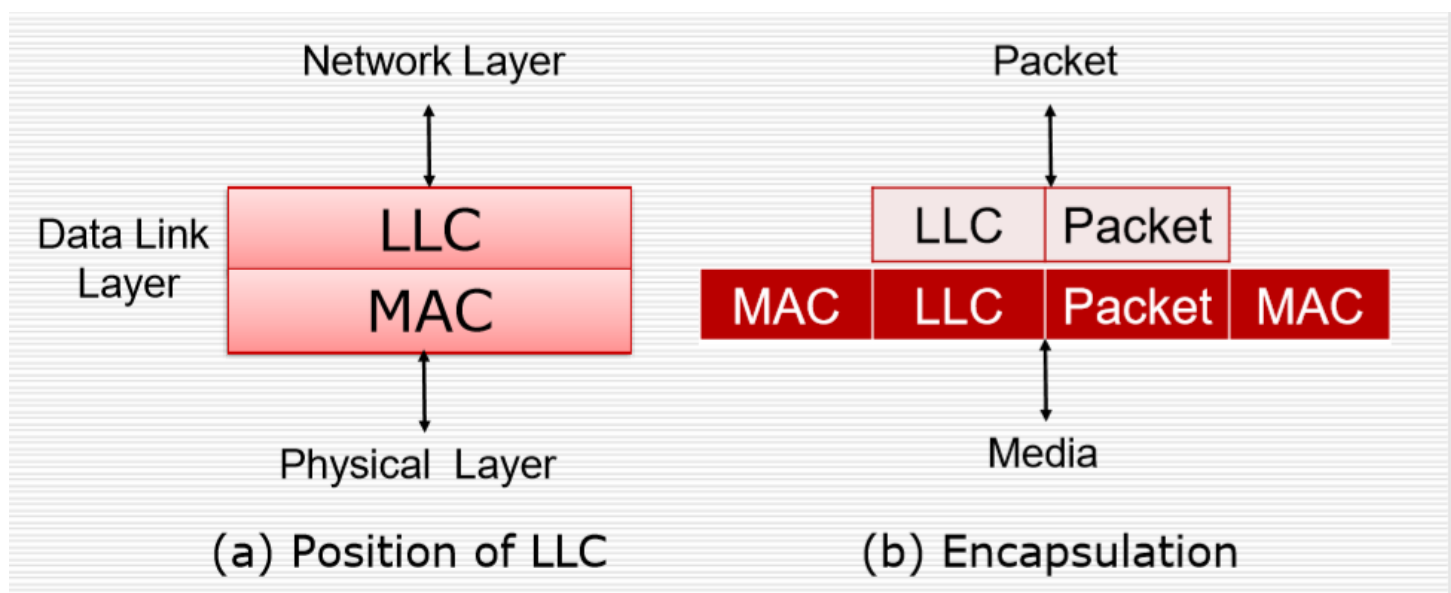 Network Layer
Data Link
Layer
LLC
MAC
Physical Layer
(a) Position of LLC
Packet
LLC Packet
MAC LLC Packet MAC
Media
(b) Encapsulation